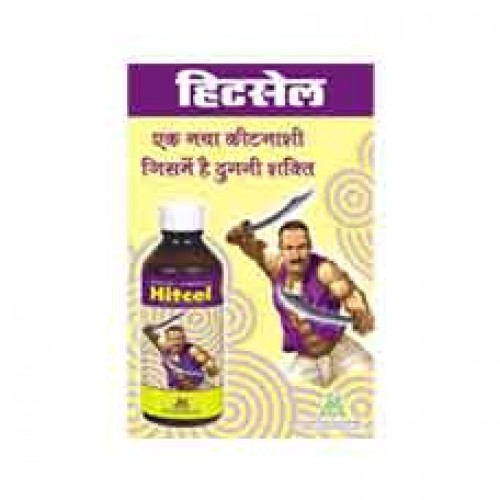 हिटसेल
एक नया कीटनाशी
जिसमें है दुगनी शक्ति
Hitcel